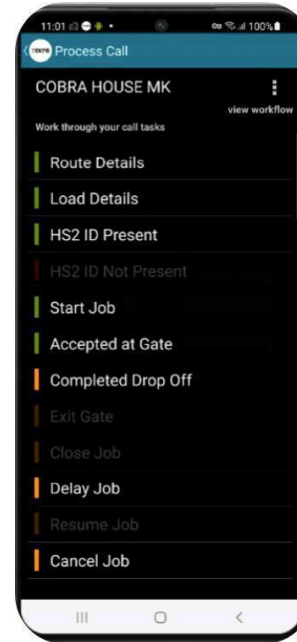 11:01 100%
Process Call
COBRA HOUSE MK
view workflow
Work through your call tasks
Route Details
Load Details
HS2 ID Present
HS2 ID Not Present
Start Job
Accepted at Gate
Completed Drop Off
Exit Gate
Close Job
Delay Job
Resume Job
Cancel Job